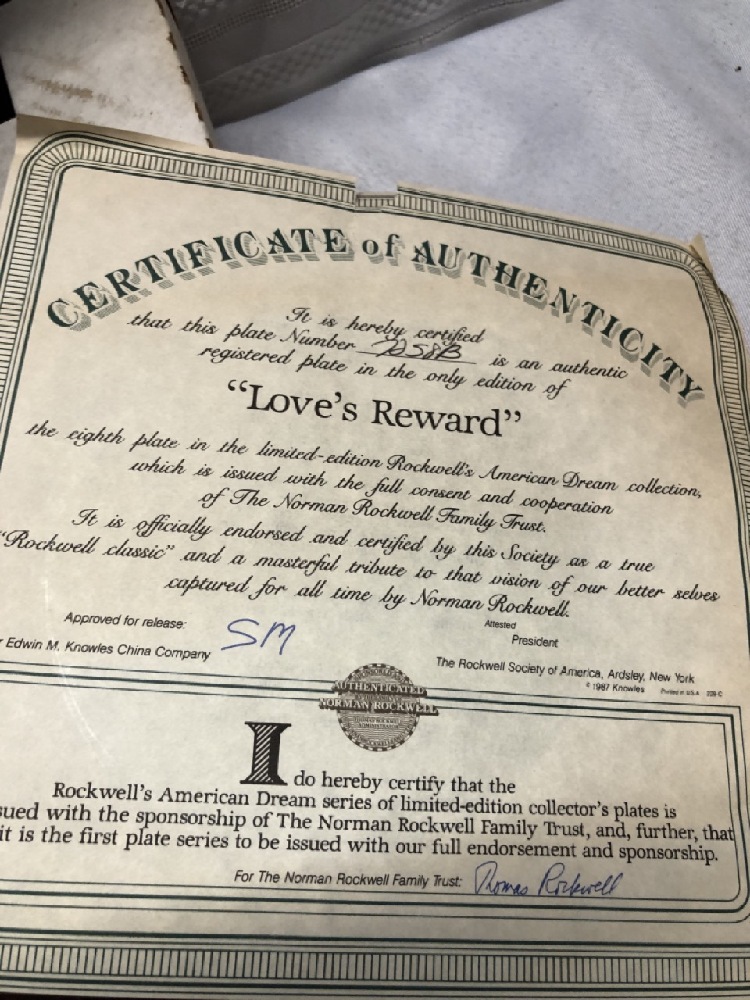 CERTIFICATE of AUTHENTICITY
It is hereby certified
that this plate Number 7258B is an authentic
registered plate in the only edition of
“Love's Reward”
the eighth plate in the limited-edition Rockwell's American Dream collection,
which is issued with the full consent and cooperation
of The Norman Rockwell Family Trust.
It is officially endorsed and certified by this Society as a true
“Rockwell classic” and a masterful tribute to that vision of our better selves
captured for all time by Norman Rockwell.
Approved for release: SM
Attested
President
r Edwin M. Knowles China Company
The Rockwell Society of America, Ardsley, New York
© 1987 Knowles Printed in U.S.A.
AUTHENTICATED
NORMAN ROCKWELL
I do hereby certify that the
Rockwell's American Dream series of limited-edition collector's plates is
sued with the sponsorship of The Norman Rockwell Family Trust, and, further, that
it is the first plate series to be issued with our full endorsement and sponsorship.
For The Norman Rockwell Family Trust: Thomas Rockwell